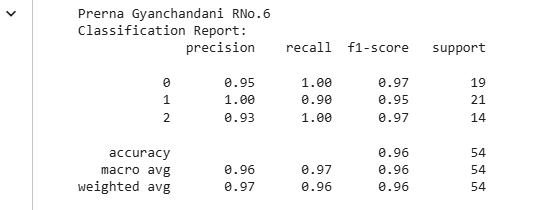 Prerna Gyanchandani RNo.6
Classification Report:
precision recall f1-score support
0 0.95 1.00 0.97 19
1 1.00 0.90 0.95 21
2 0.93 1.00 0.97 14
accuracy 0.96 54
macro avg 0.96 0.97 0.96 54
weighted avg 0.97 0.96 0.96 54